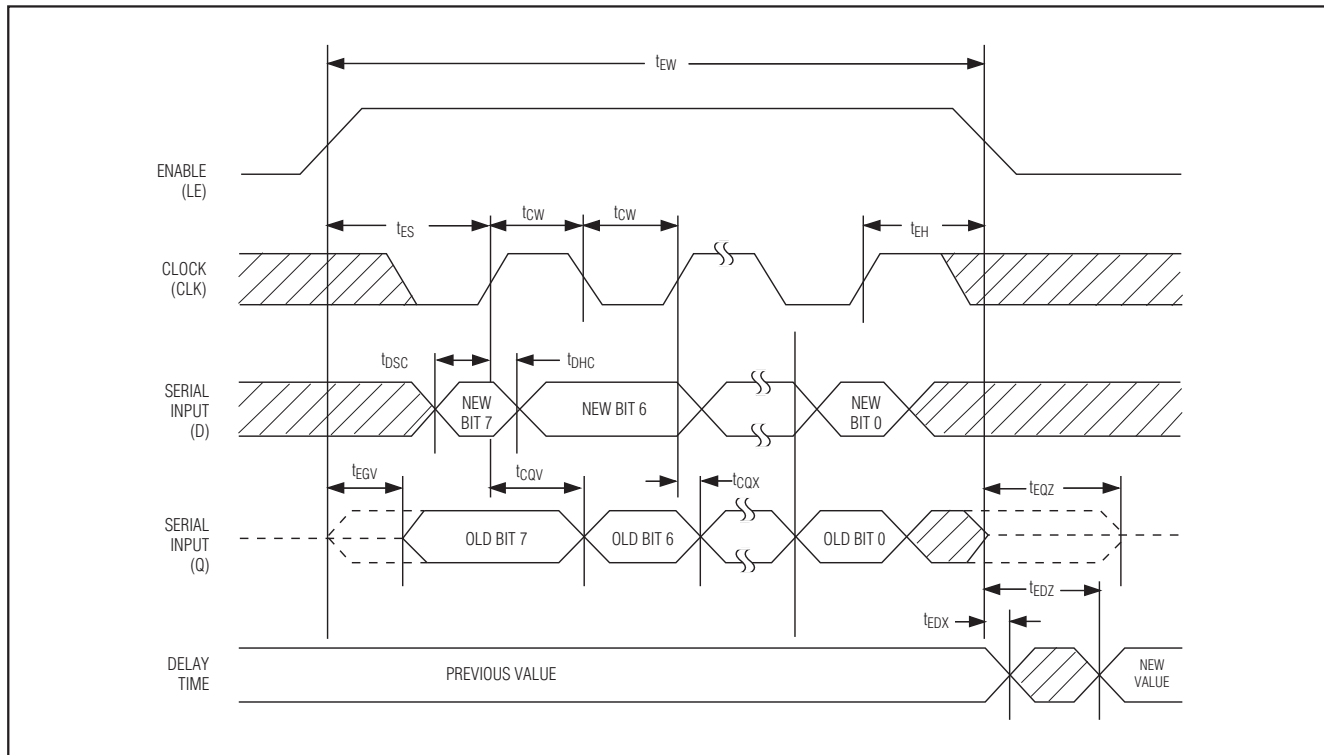 tEW
ENABLE
(LE)
tES
tCW
tCW
tEH
CLOCK
(CLK)
tDSC
tDHC
SERIAL
INPUT
(D)
NEW
BIT 7
NEW BIT 6
NEW
BIT 0
tEGV
tCQV
tCQX
tEQZ
SERIAL
INPUT
(Q)
OLD BIT 7
OLD BIT 6
OLD BIT 0
tEDZ
tEDX
DELAY
TIME
PREVIOUS VALUE
NEW
VALUE